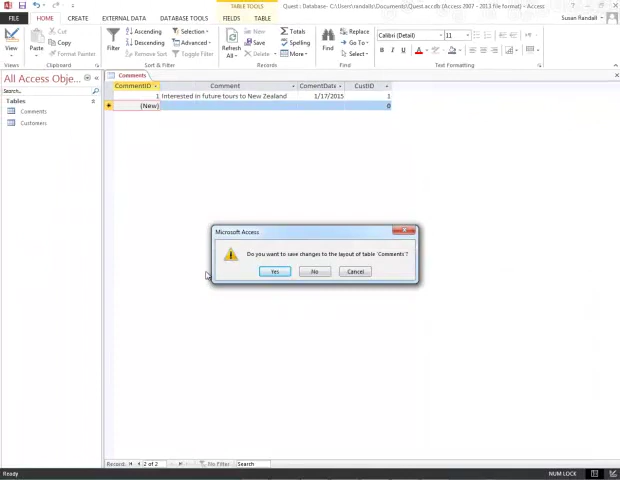 TABLE TOOLS
Quest : Database- C:\Users\randalls\Documents\Quest.accdb (Access 2007 - 2013 file format) - Access
FILE HOME CREATE EXTERNAL DATA DATABASE TOOLS FIELDS TABLE
Susan Randall
View
Views
Paste
Cut
Copy
Format Painter
Clipboard
Filter
Ascending
Descending
Remove Sort
Selection
Advanced
Toggle Filter
Sort & Filter
Refresh All
New
Save
Delete
Totals
Spelling
More
Records
Find
Replace
Go To
Select
Find
Calibri (Detail) 11
B I U
Text Formatting
All Access Obje...
Search...
Tables
Comments
Customers
Comments
CommentID Comment CommentDate CustID
1 Interested in future tours to New Zealand 1/17/2015 1
(New) 0
Microsoft Access
Do you want to save changes to the layout of table 'Comments'?
Yes No Cancel
Record: 2 of 2 No Filter Search
Ready
NUM LOCK